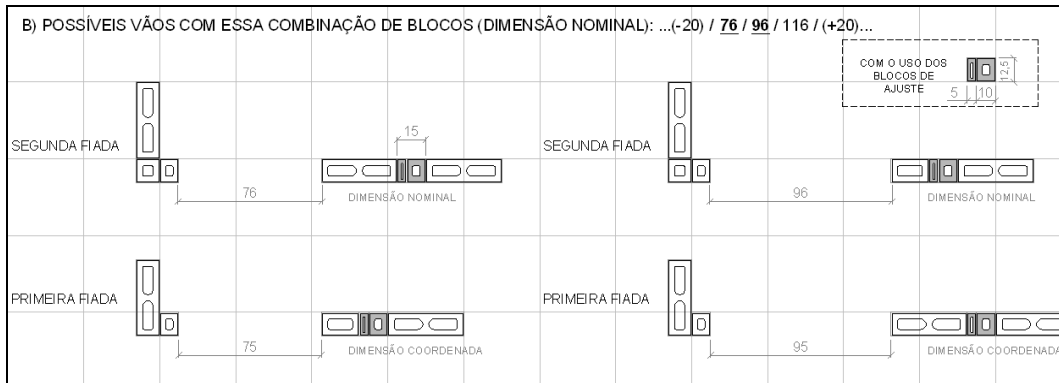 B) POSSÍVEIS VÃOS COM ESSA COMBINAÇÃO DE BLOCOS (DIMENSÃO NOMINAL): ...(-20) / 76 / 96 / 116 / (+20)...
COM O USO DOS
BLOCOS DE
AJUSTE
12,5
5 10
SEGUNDA FIADA
15
76
DIMENSÃO NOMINAL
SEGUNDA FIADA
96
DIMENSÃO NOMINAL
PRIMEIRA FIADA
75
DIMENSÃO COORDENADA
PRIMEIRA FIADA
95
DIMENSÃO COORDENADA